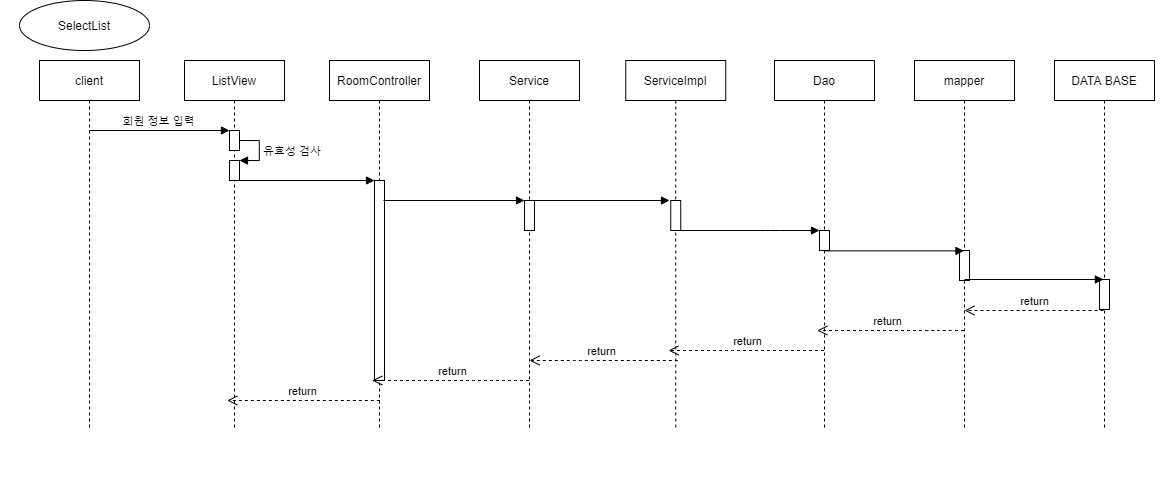 SelectList
client
ListView
RoomController
Service
ServiceImpl
Dao
mapper
DATA BASE
회원 정보 입력
유효성 검사
return
return
return
return
return
return